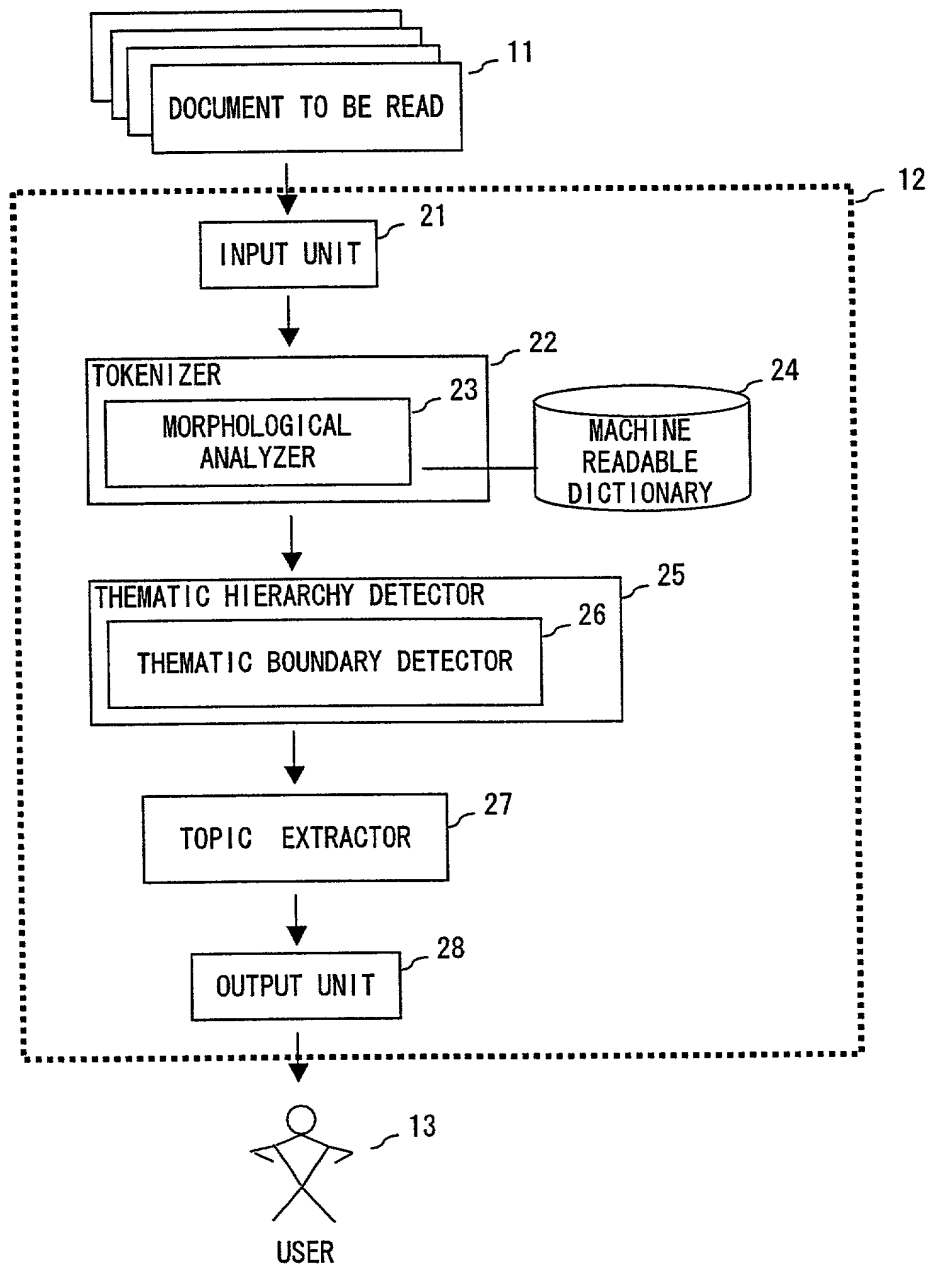 11
DOCUMENT TO BE READ
12
21
INPUT UNIT
22
TOKENIZER
23
MORPHOLOGICAL
ANALYZER
24
MACHINE
READABLE
DICTIONARY
25
THEMATIC HIERARCHY DETECTOR
26
THEMATIC BOUNDARY DETECTOR
27
TOPIC EXTRACTOR
28
OUTPUT UNIT
13
USER